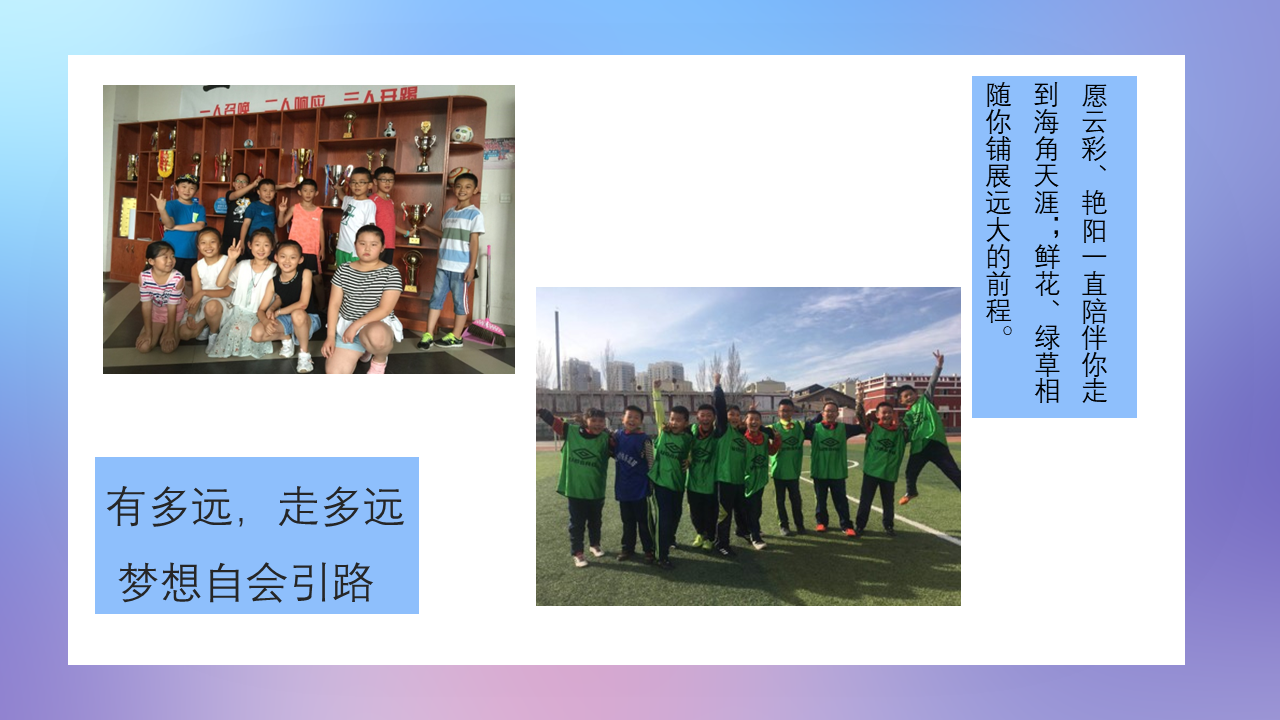 一人召唤 二人响应 三人开踢
愿云彩、艳阳一直陪伴你走
到海角天涯；鲜花、绿草相
随你铺展远大的前程。
有多远，走多远
梦想自会引路